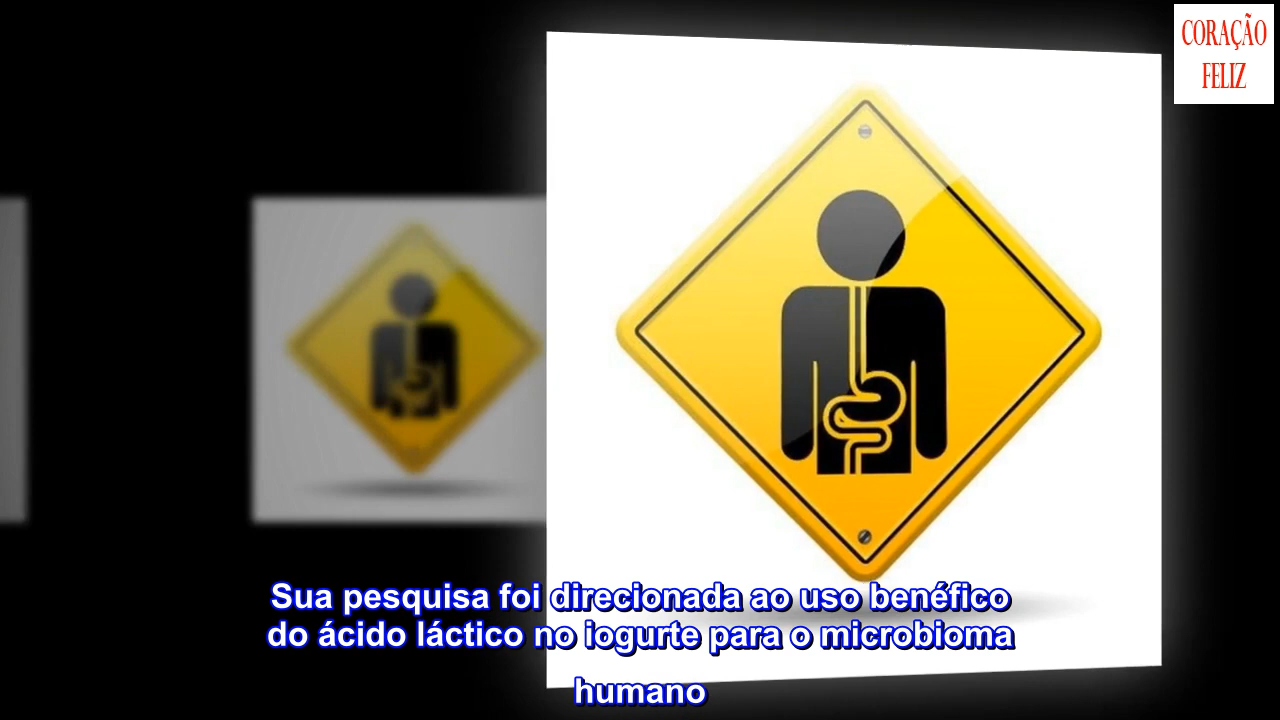 CORAÇÃO
FELIZ
Sua pesquisa foi direcionada ao uso benéfico
do ácido láctico no iogurte para o microbioma
humano